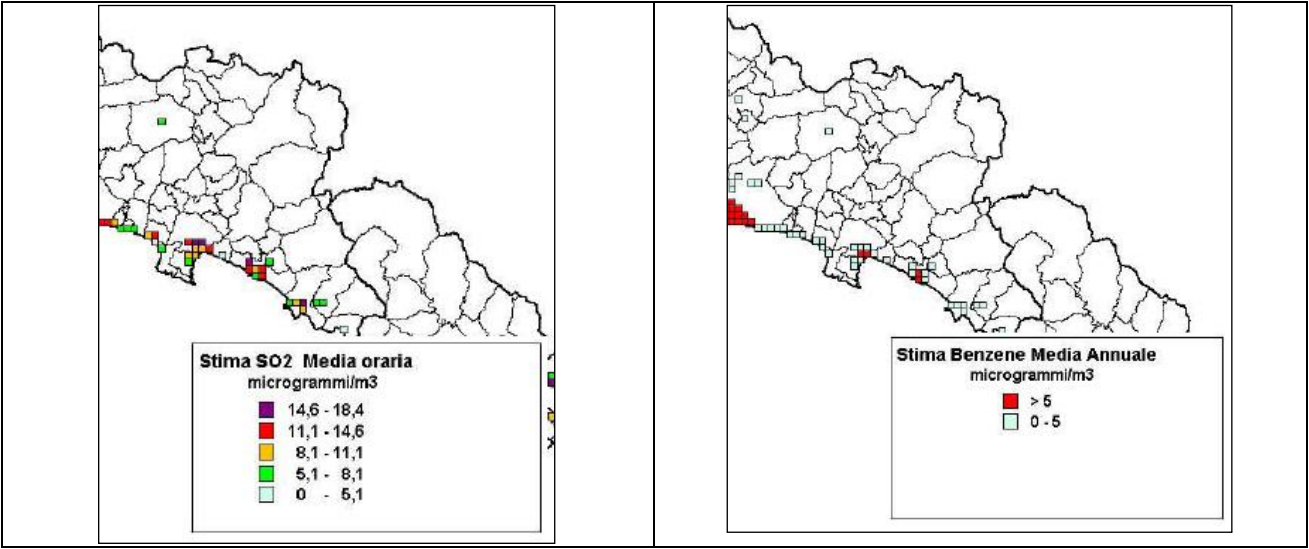 Stima SO2 Media oraria
microgrammi/m3
14,6 - 18,4
11,1 - 14,6
8,1 - 11,1
5,1 - 8,1
0 - 5,1
Stima Benzene Media Annuale
microgrammi/m3
> 5
0 - 5